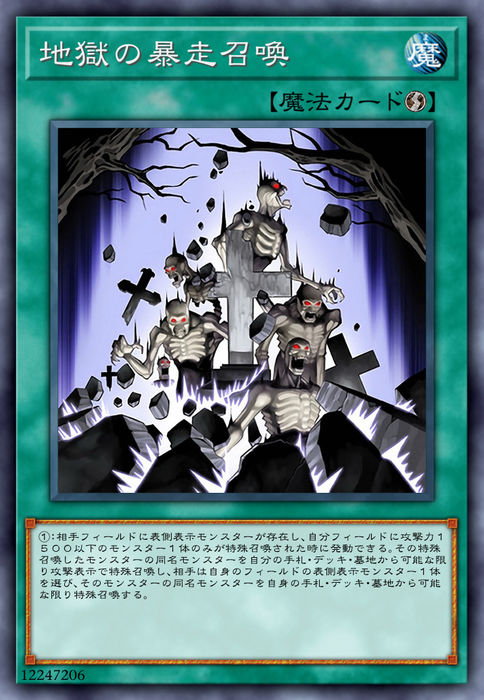 地獄の暴走召喚
魔
【魔法カード】
①:相手フィールドに表側表示モンスターが存在し、自分フィールドに攻撃力1
500以下のモンスター1体のみが特殊召喚された時に発動できる。その特殊
召喚したモンスターの同名モンスターを自分の手札・デッキ・墓地から可能な限
り攻撃表示で特殊召喚し、相手は自身のフィールドの表側表示モンスター1体
を選び、そのモンスターの同名モンスターを自身の手札・デッキ・墓地から可能
な限り特殊召喚する。
12247206